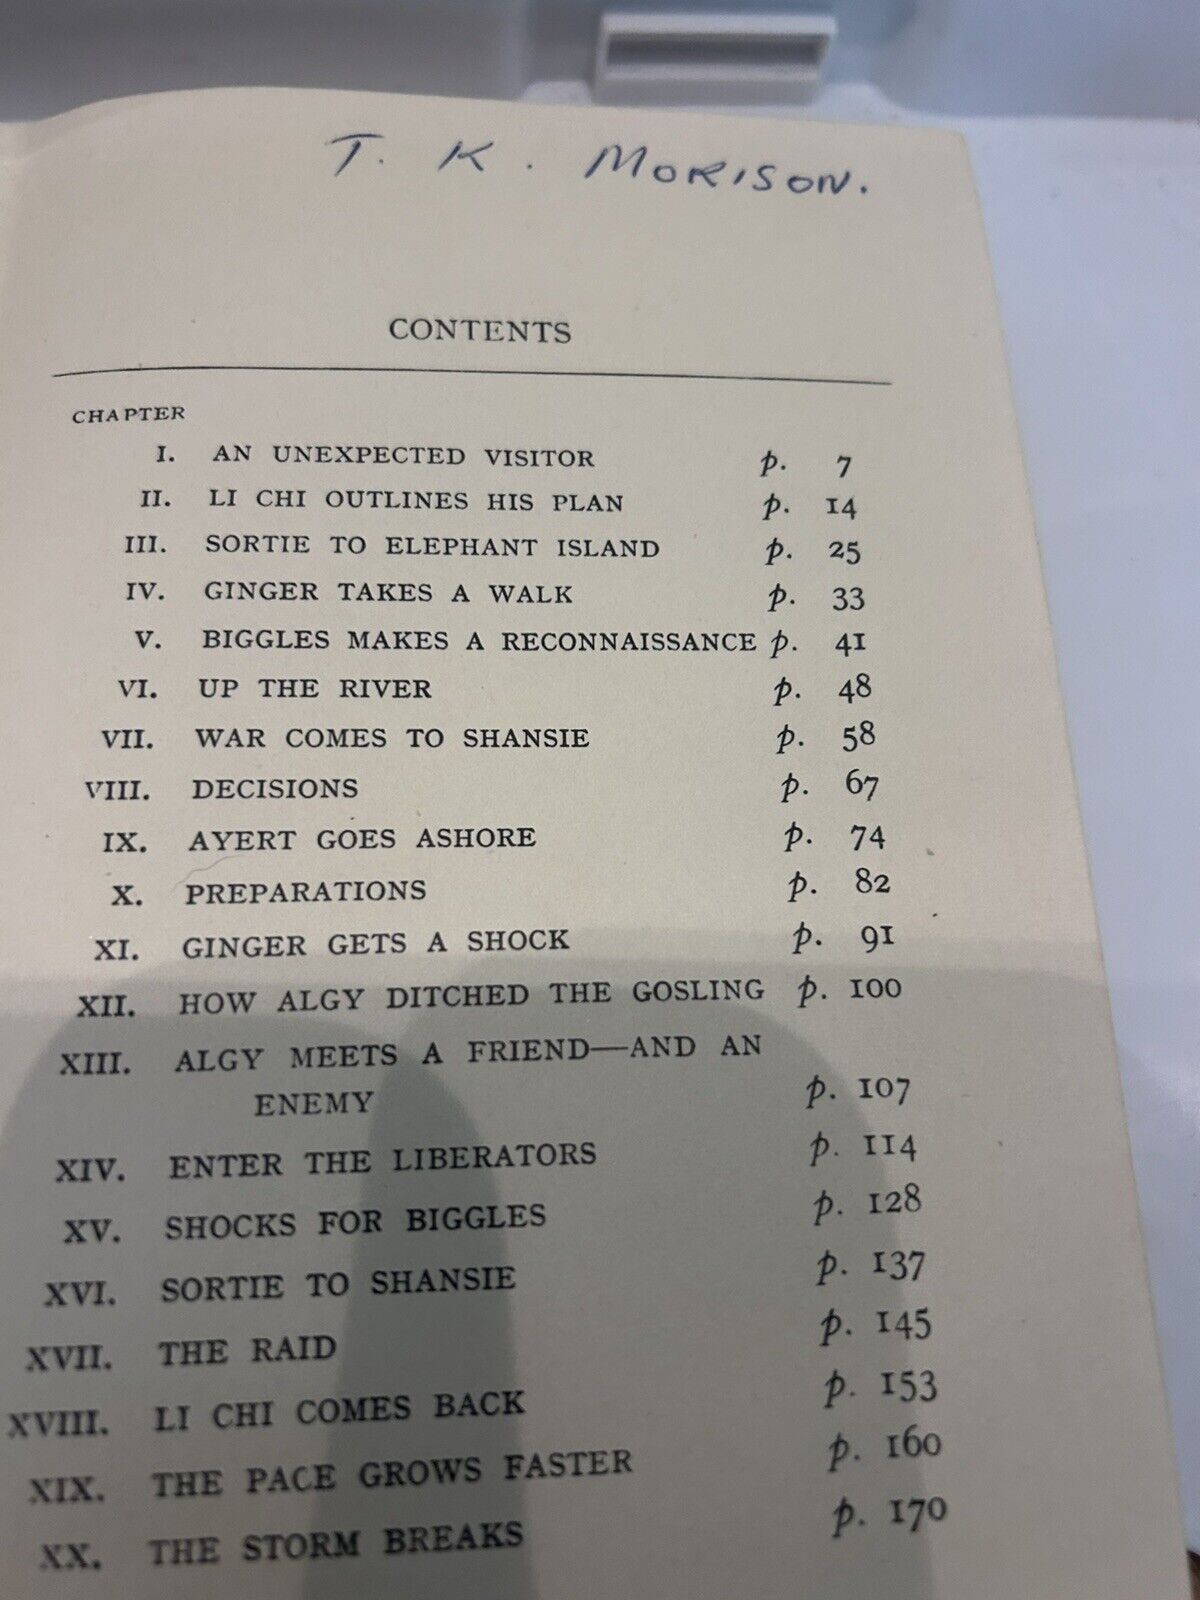 T. K. MORISON.
CONTENTS
CHAPTER
I. AN UNEXPECTED VISITOR p. 7
II. LI CHI OUTLINES HIS PLAN p. 14
III. SORTIE TO ELEPHANT ISLAND p. 25
IV. GINGER TAKES A WALK p. 33
V. BIGGLES MAKES A RECONNAISSANCE p. 41
VI. UP THE RIVER p. 48
VII. WAR COMES TO SHANSIE p. 58
VIII. DECISIONS p. 67
IX. AYERT GOES ASHORE p. 74
X. PREPARATIONS p. 82
XI. GINGER GETS A SHOCK p. 91
XII. HOW ALGY DITCHED THE GOSLING p. 100
XIII. ALGY MEETS A FRIEND—AND AN
ENEMY p. 107
XIV. ENTER THE LIBERATORS p. 114
XV. SHOCKS FOR BIGGLES p. 128
XVI. SORTIE TO SHANSIE p. 137
XVII. THE RAID p. 145
XVIII. LI CHI COMES BACK p. 153
XIX. THE PACE GROWS FASTER p. 160
XX. THE STORM BREAKS p. 170